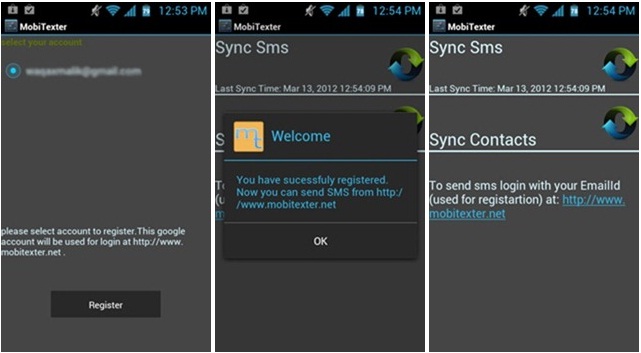 12:53 PM
MobiTexter
select your account
please select account to register.This google
account will be used for login at http://www.
mobitexter.net .
Register
12:54 PM
MobiTexter
Sync Sms
Last Sync Time: Mar 13, 2012 12:54:09 PM
mt
Welcome
You have sucessfuly registered.
Now you can send SMS from http:/
/www.mobitexter.net
OK
12:54 PM
MobiTexter
Sync Sms
Last Sync Time: Mar 13, 2012 12:54:09 PM
Sync Contacts
To send sms login with your EmailId
(used for registartion) at: http://www.
mobitexter.net